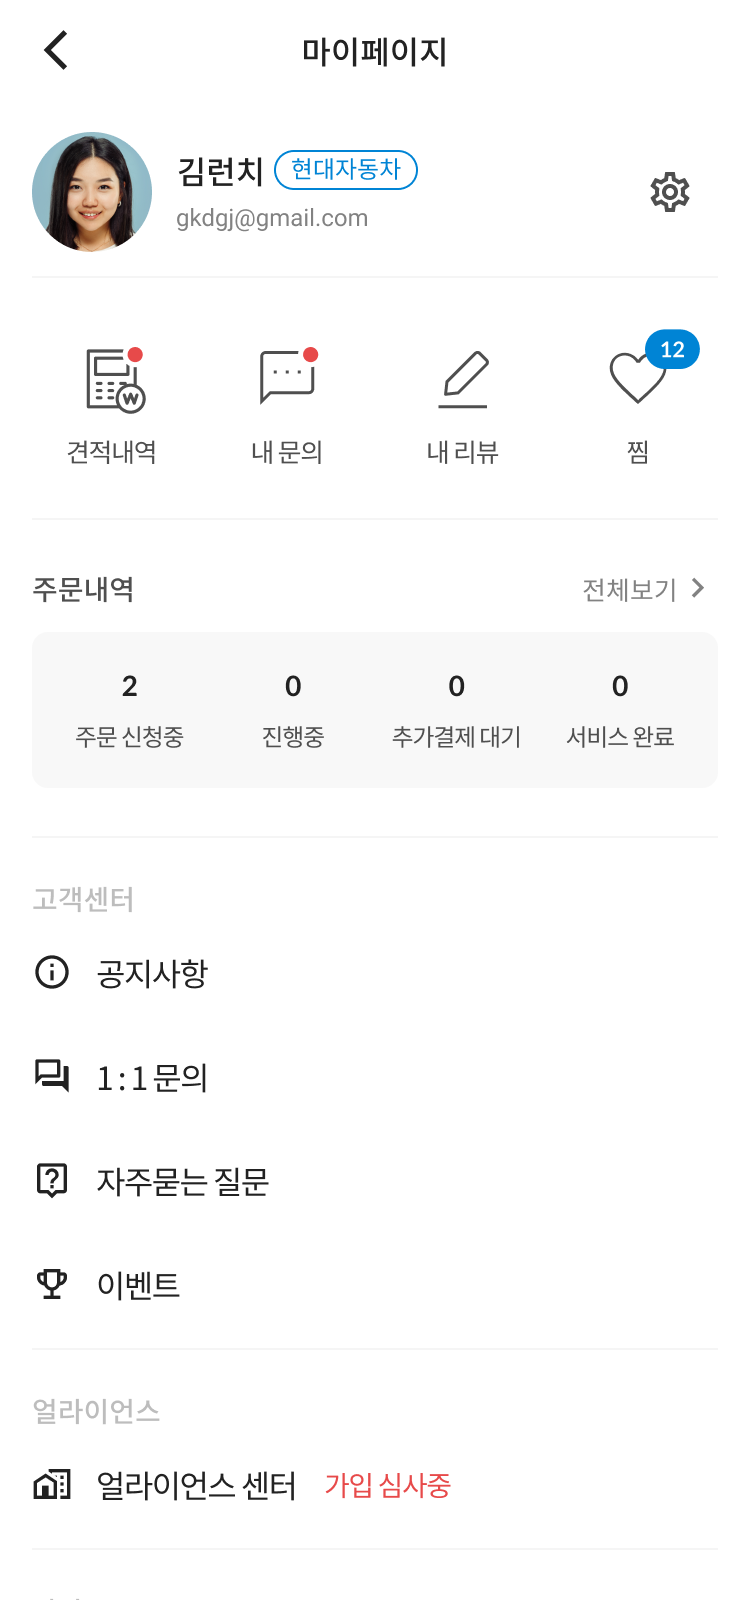 마이페이지
김런치 현대자동차
gkdgj@gmail.com
12
견적내역 내 문의 내 리뷰 찜
주문내역 전체보기
2 0 0 0
주문 신청중 진행중 추가결제 대기 서비스 완료
고객센터
공지사항
1 : 1 문의
자주묻는 질문
이벤트
얼라이언스
얼라이언스 센터 가입 심사중